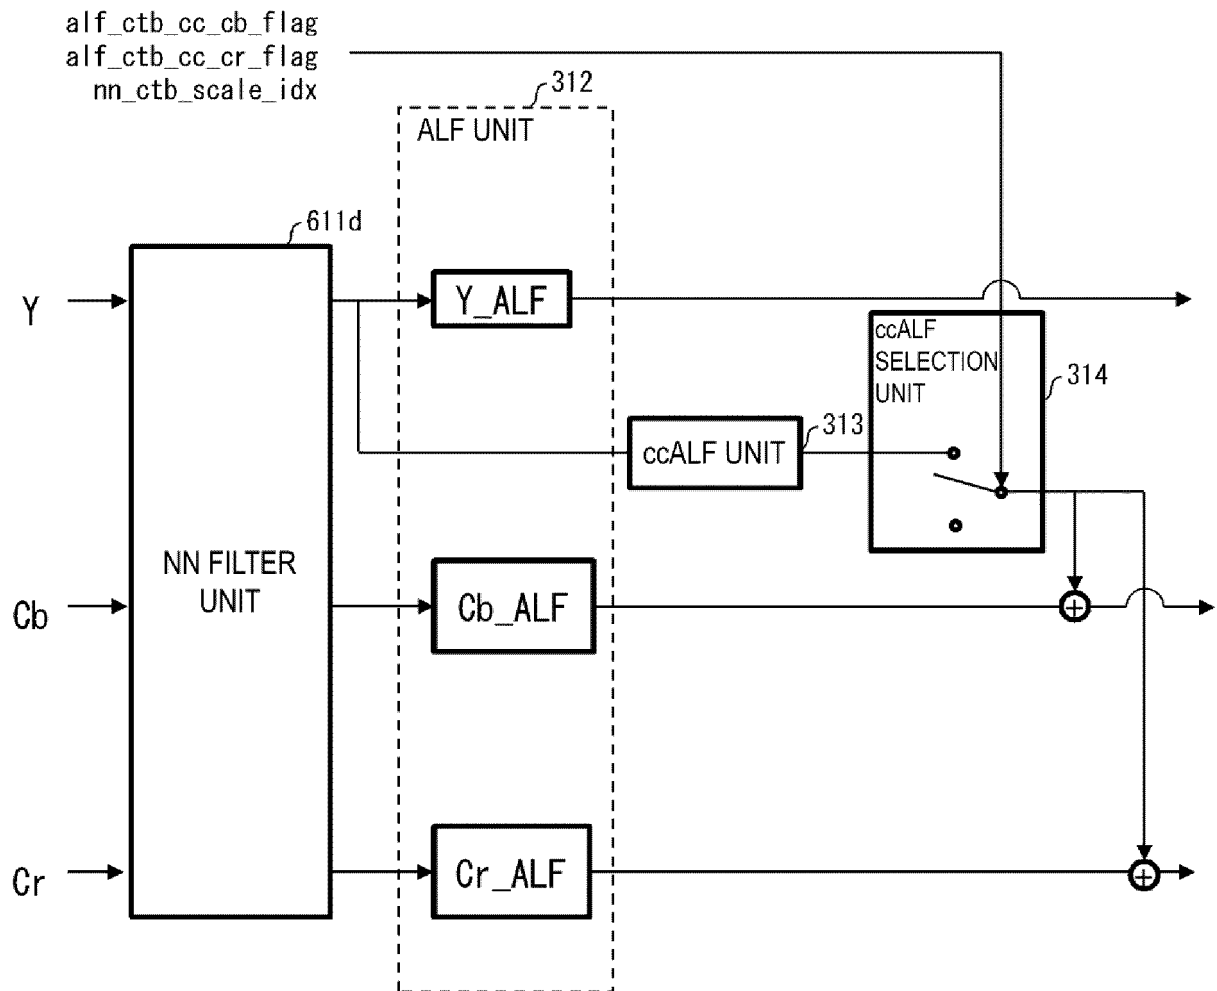 alf_ctb_cc_cb_flag
alf_ctb_cc_cr_flag
nn_ctb_scale_idx
312
ALF UNIT
611d
Y
Y_ALF
ccALF
SELECTION
UNIT
314
313
ccALF UNIT
NN FILTER
UNIT
Cb
Cb_ALF
Cr
Cr_ALF